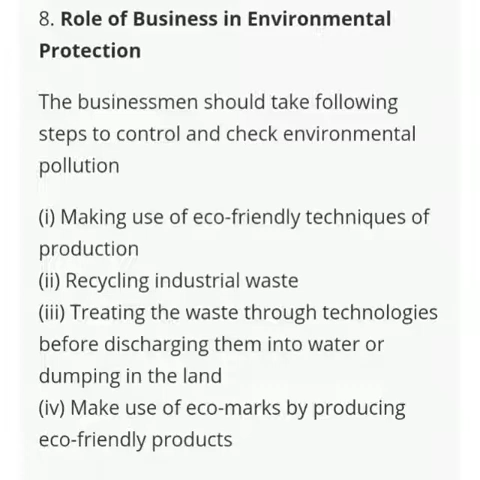 8. Role of Business in Environmental
Protection
The businessmen should take following
steps to control and check environmental
pollution
(i) Making use of eco-friendly techniques of
production
(ii) Recycling industrial waste
(iii) Treating the waste through technologies
before discharging them into water or
dumping in the land
(iv) Make use of eco-marks by producing
eco-friendly products